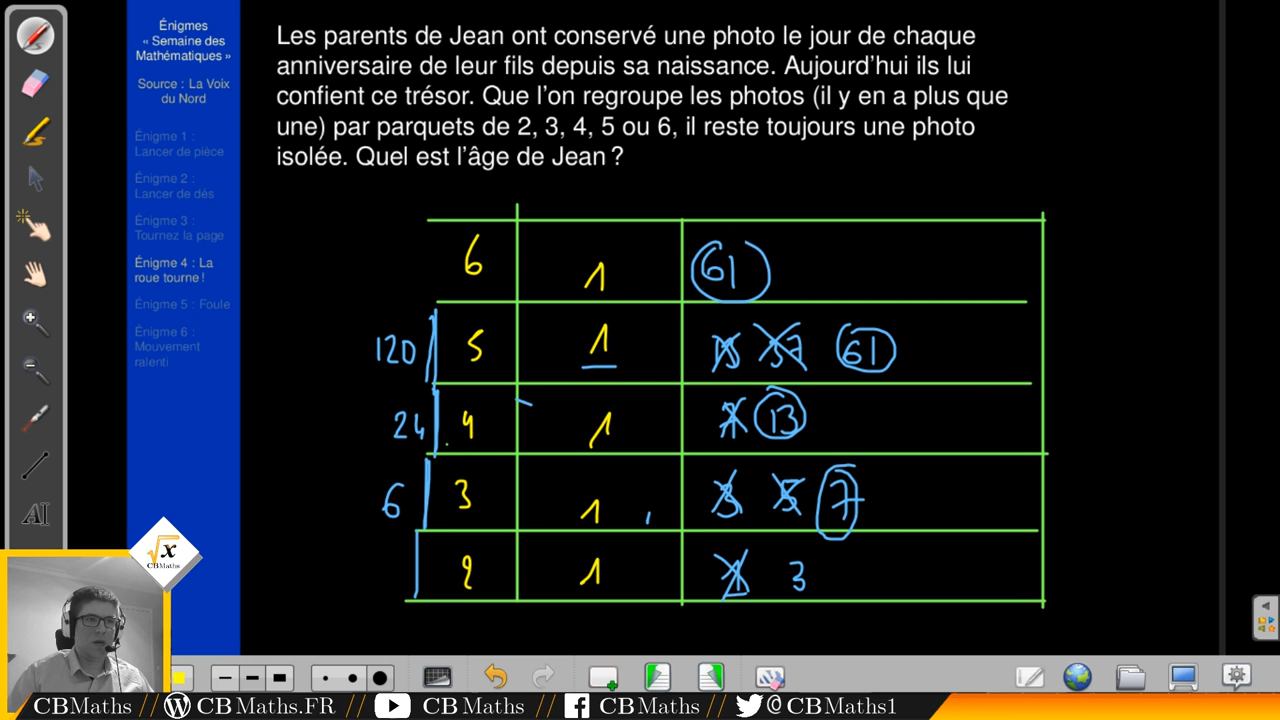 Énigmes
« Semaine des
Mathématiques »
Source : La Voix
du Nord
Énigme 1 :
Lancer de pièce
Énigme 2 :
Lancer de dés
Énigme 3 :
Tournez la page
Énigme 4 : La
roue tourne !
Énigme 5 : Foule
Énigme 6 :
Mouvement
ralenti
Les parents de Jean ont conservé une photo le jour de chaque
anniversaire de leur fils depuis sa naissance. Aujourd'hui ils lui
confient ce trésor. Que l'on regroupe les photos (il y en a plus que
une) par parquets de 2, 3, 4, 5 ou 6, il reste toujours une photo
isolée. Quel est l'âge de Jean ?
6 1 61
120 5 1 37 61
24 4 1 13
6 3 1 3 5 7
2 1 1 3
AI
√x
CBMaths
CBMaths CBMaths.FR CBMaths CBMaths @CBMaths1